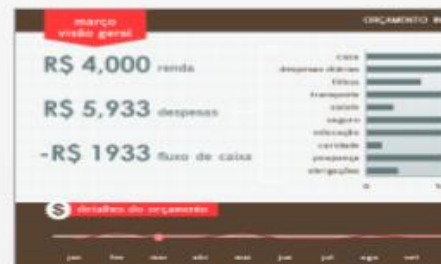 março
visão geral
ORÇAMENTO
R$ 4,000 renda
R$ 5,933 despesas
-R$ 1933 fluxo de caixa
casa
despesas diárias
filhos
transporte
saúde
seguro
educação
caridade
poupança
obrigações
0
$ detalhes do orçamento
jan fev mar abr mai jun jul ago set